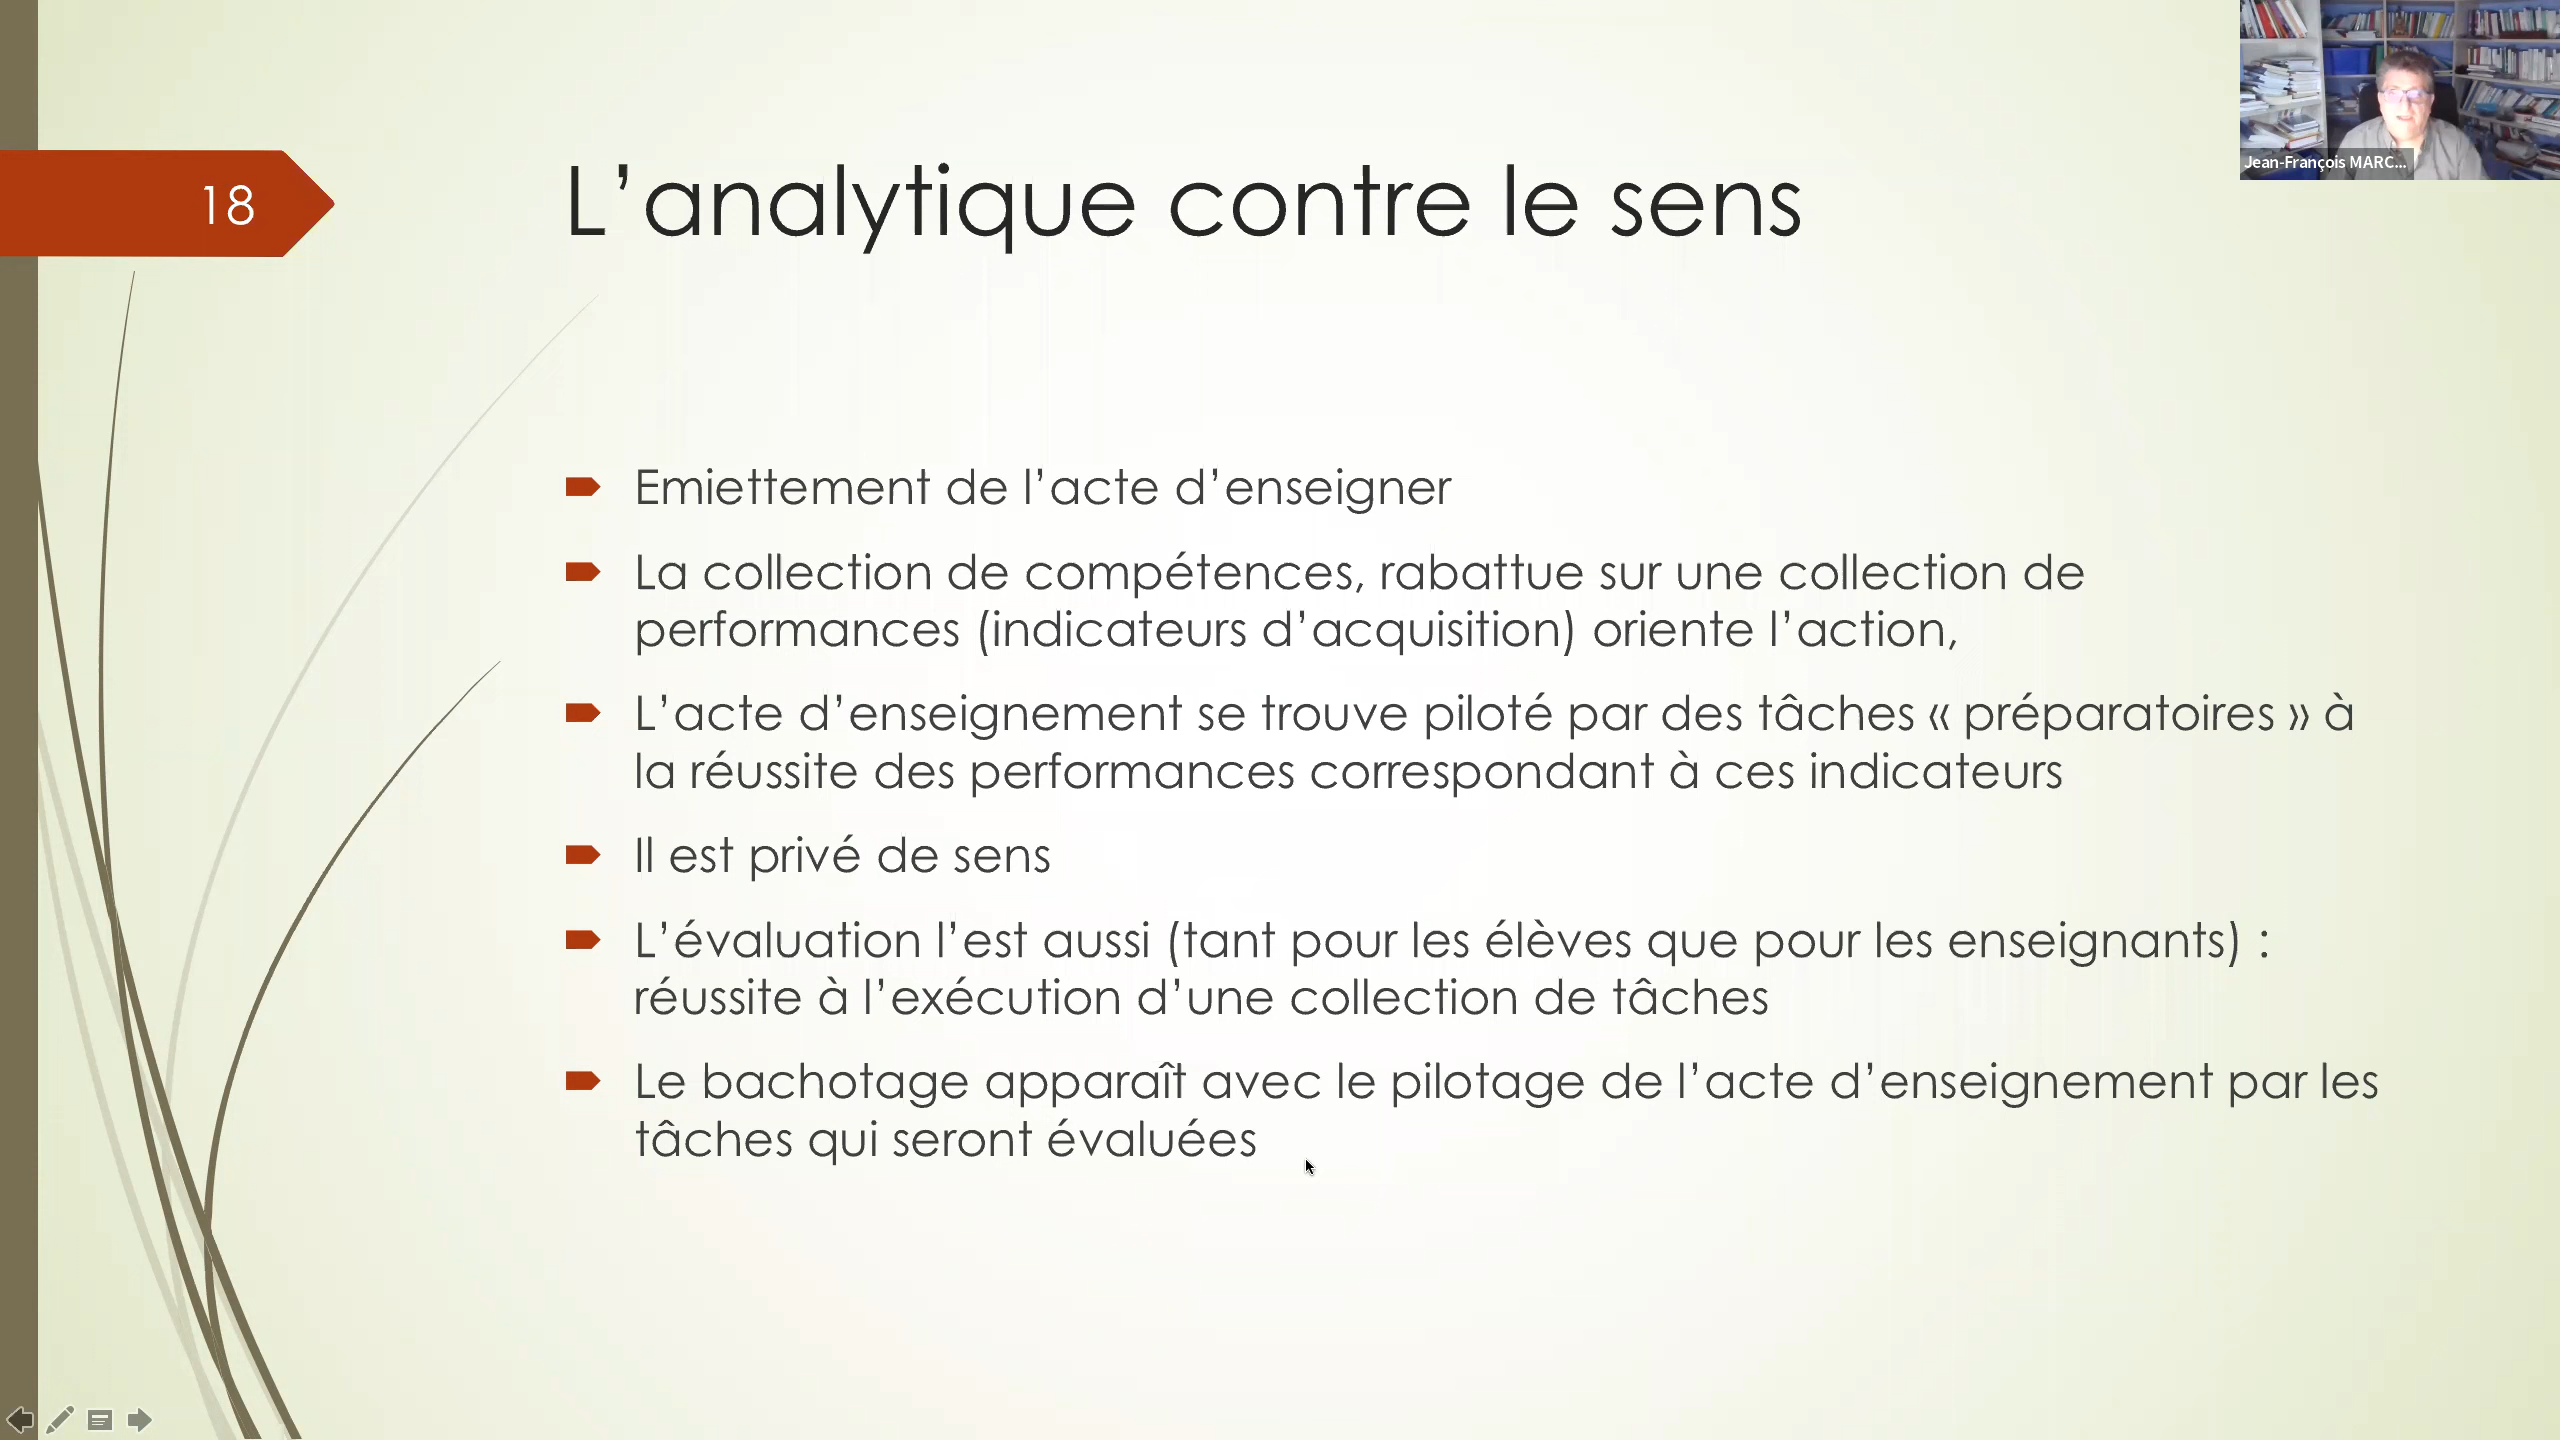 18
L’analytique contre le sens
Jean-François MARC...
Emiettement de l’acte d’enseigner
La collection de compétences, rabattue sur une collection de
performances (indicateurs d’acquisition) oriente l’action,
L’acte d’enseignement se trouve piloté par des tâches « préparatoires » à
la réussite des performances correspondant à ces indicateurs
Il est privé de sens
L’évaluation l’est aussi (tant pour les élèves que pour les enseignants) :
réussite à l’exécution d’une collection de tâches
Le bachotage apparaît avec le pilotage de l’acte d’enseignement par les
tâches qui seront évaluées